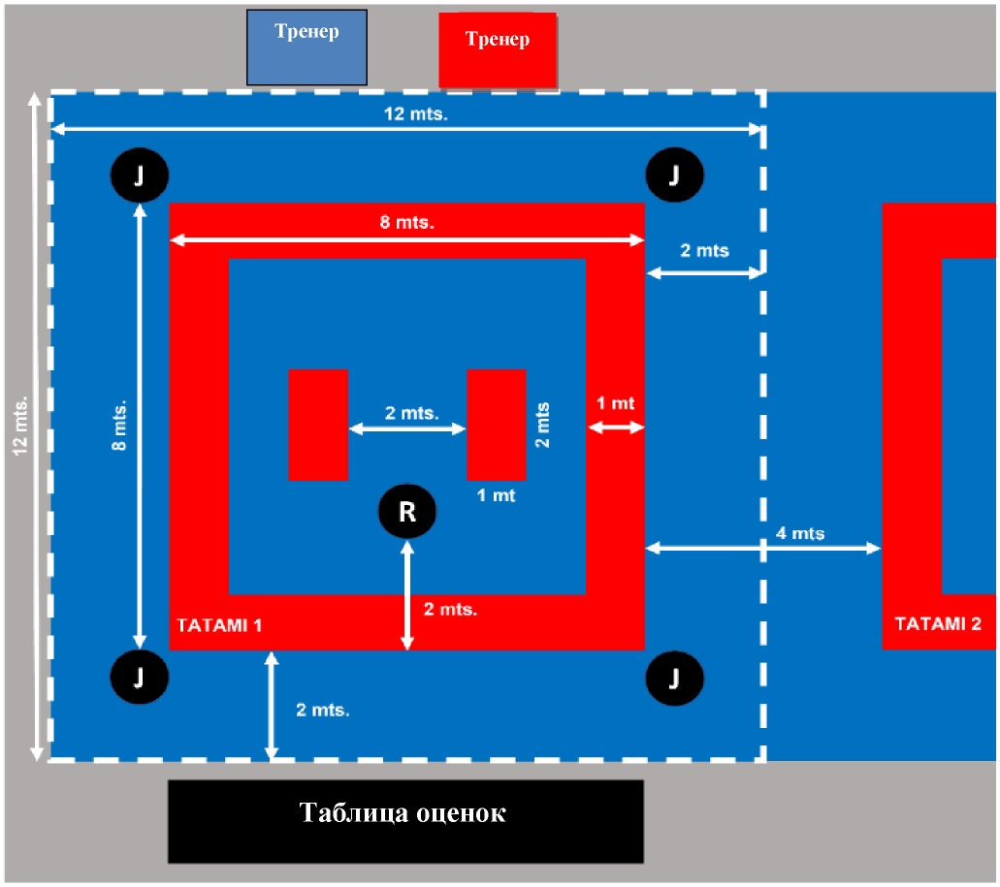 Тренер
Тренер
12 mts.
J
J
8 mts.
2 mts
12 mts.
8 mts.
2 mts.
2 mts
1 mt
1 mt
R
4 mts
2 mts.
TATAMI 1
TATAMI 2
J
J
2 mts.
Таблица оценок